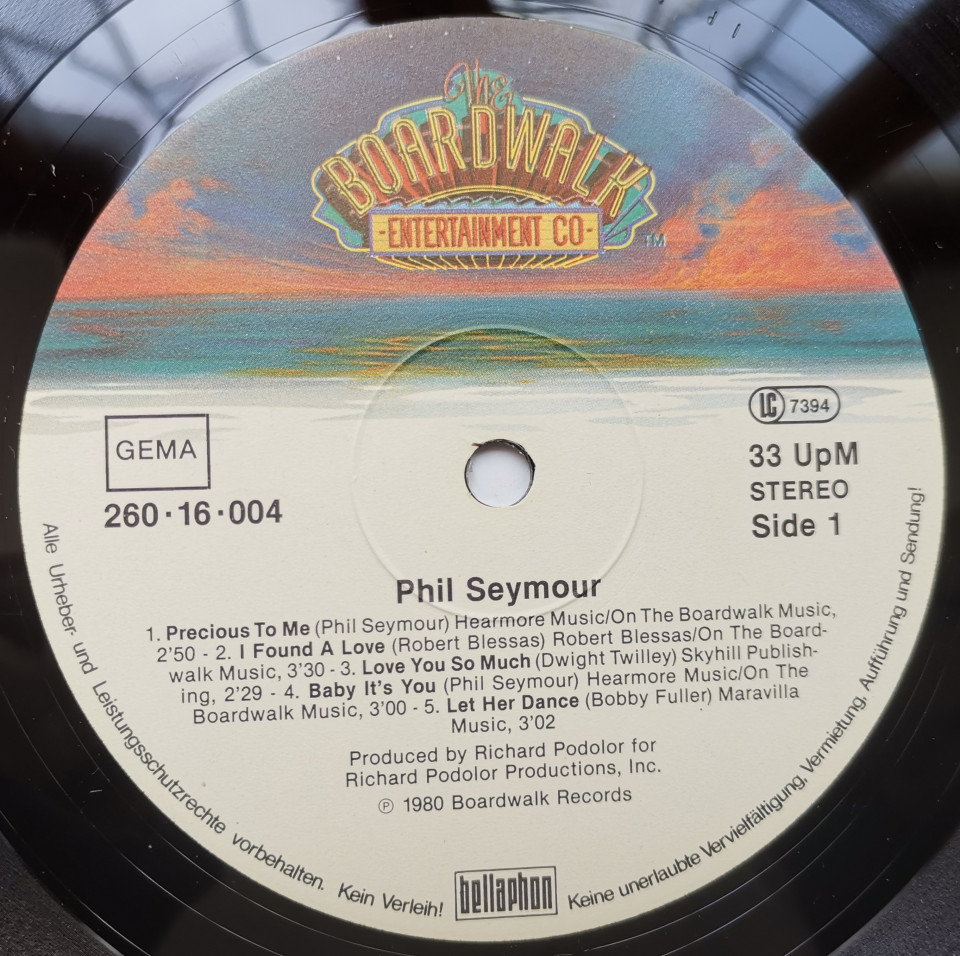 The
BOARDWALK
-ENTERTAINMENT CO-
TM
GEMA
260·16·004
LC 7394
33 UpM
STEREO
Side 1
Phil Seymour
1. Precious To Me (Phil Seymour) Hearmore Music/On The Boardwalk Music,
2'50 - 2. I Found A Love (Robert Blessas) Robert Blessas/On The Board-
walk Music, 3'30 - 3. Love You So Much (Dwight Twilley) Skyhill Publish-
ing, 2'29 - 4. Baby It's You (Phil Seymour) Hearmore Music/On The
Boardwalk Music, 3'00 - 5. Let Her Dance (Bobby Fuller) Maravilla
Music, 3'02
Produced by Richard Podolor for
Richard Podolor Productions, Inc.
℗ 1980 Boardwalk Records
Alle Urheber- und Leistungsschutzrechte vorbehalten. Kein Verleih!
bellaphon
Keine unerlaubte Vervielfältigung, Vermietung, Aufführung und Sendung!